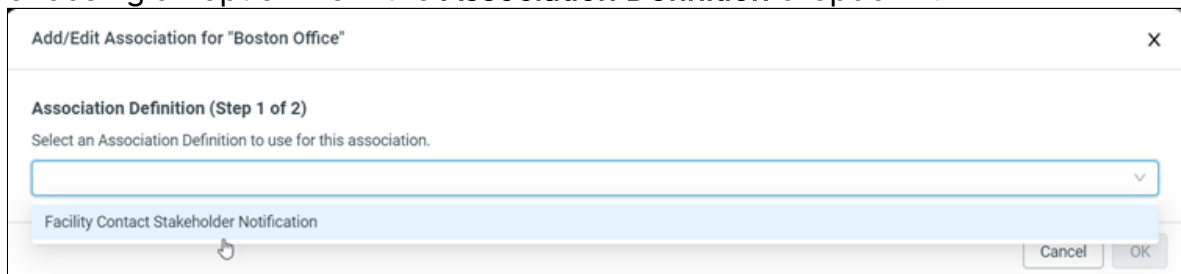 Add/Edit Association for "Boston Office"
X
Association Definition (Step 1 of 2)
Select an Association Definition to use for this association.
Facility Contact Stakeholder Notification
Cancel OK